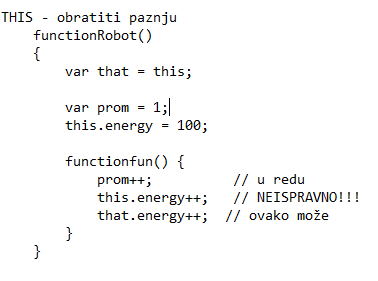 THIS - obratiti paznju
functionRobot()
{
var that = this;
var prom = 1;
this.energy = 100;
functionfun() {
prom++; // u redu
this.energy++; // NEISPRAVNO!!!
that.energy++; // ovako može
}
}